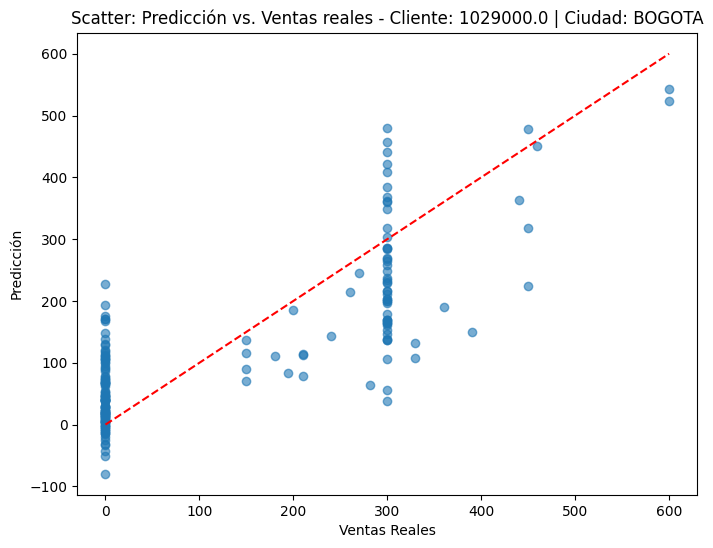 Scatter: Predicción vs. Ventas reales - Cliente: 1029000.0 | Ciudad: BOGOTA
600
500
400
300
200
100
0
−100
Predicción
0 100 200 300 400 500 600
Ventas Reales